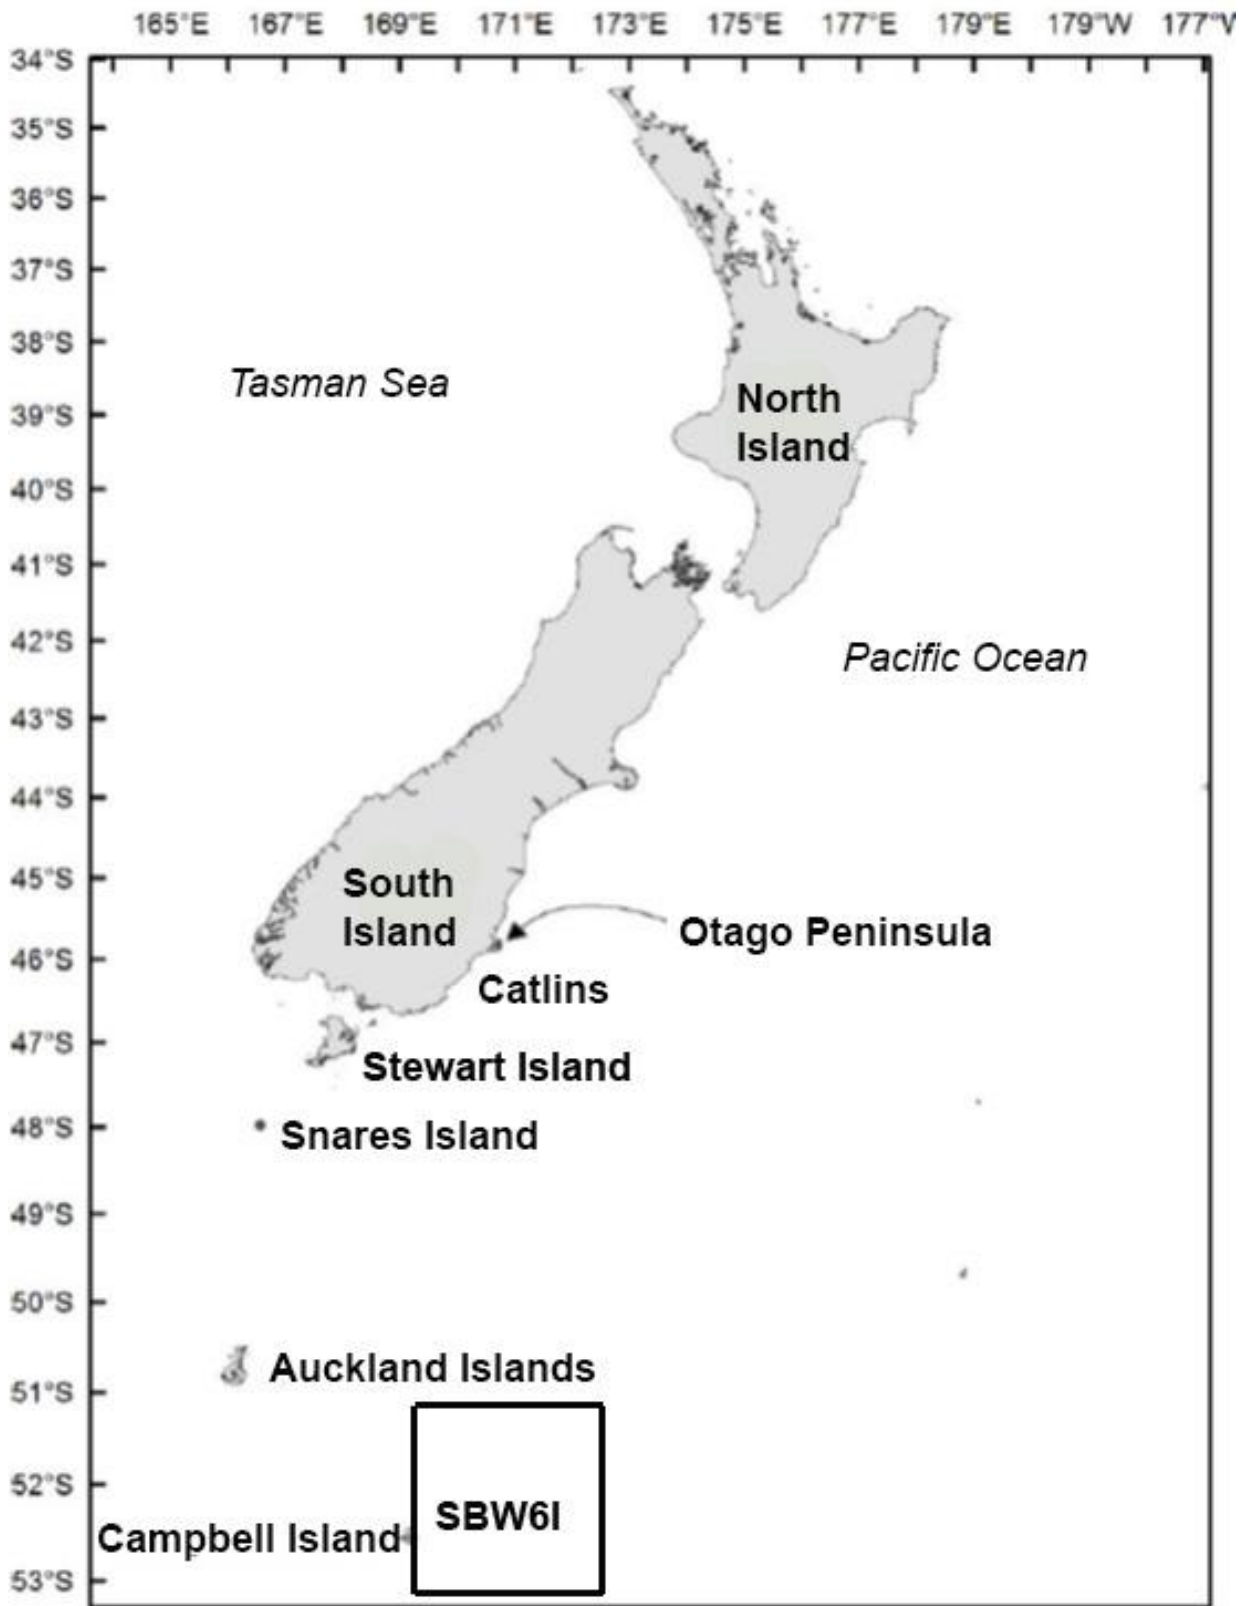 165°E 167°E 169°E 171°E 173°E 175°E 177°E 179°E 179°W 177°W
34°S
35°S
36°S
37°S
38°S
Tasman Sea
39°S
North
Island
40°S
41°S
42°S
Pacific Ocean
43°S
44°S
45°S
South
Island
Otago Peninsula
46°S
Catlins
47°S
Stewart Island
48°S
Snares Island
49°S
50°S
Auckland Islands
51°S
52°S
SBW6I
Campbell Island
53°S